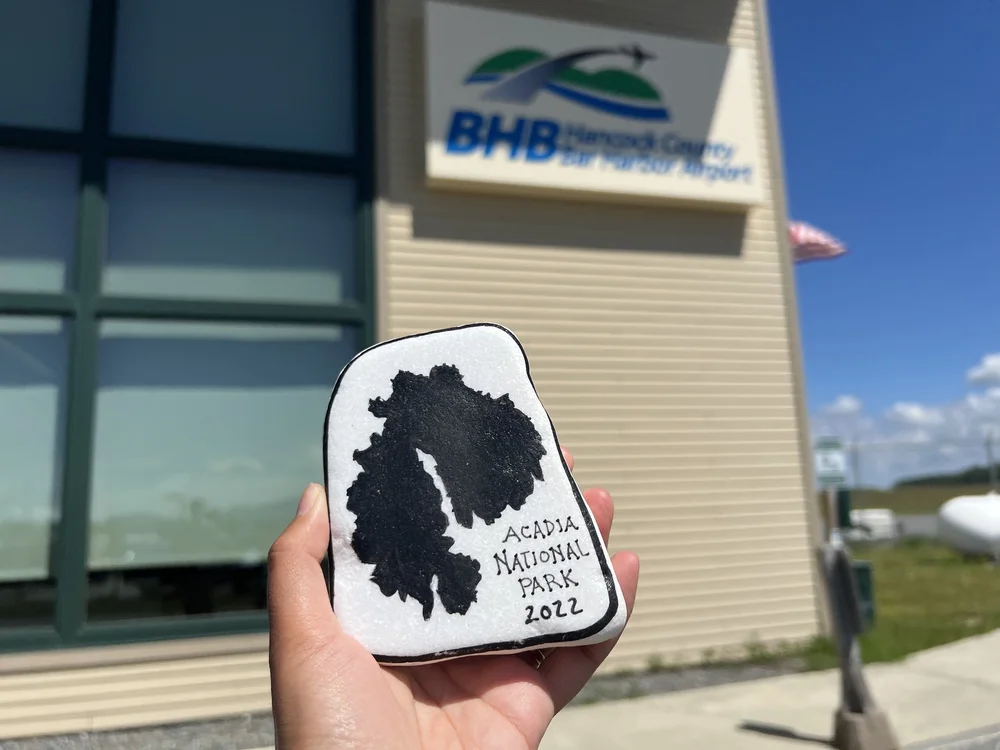 BHB Hancock County
Bar Harbor Airport
ACADIA
NATIONAL
PARK
2022